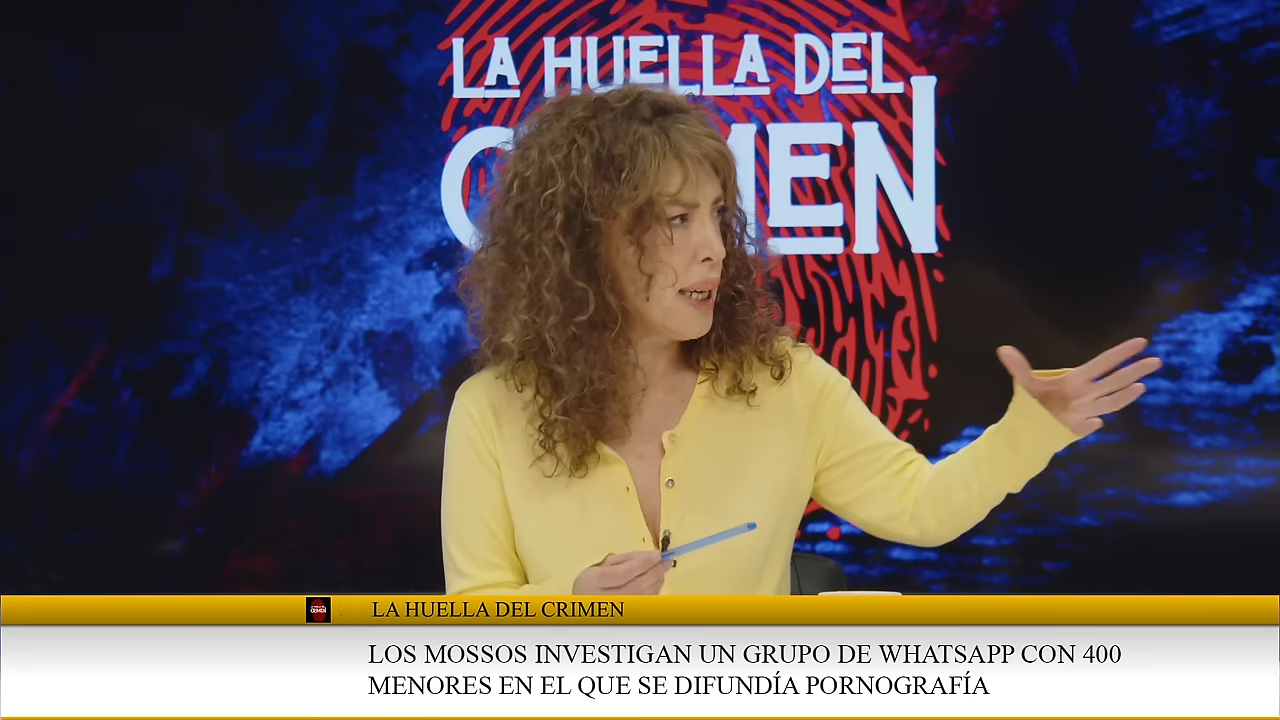 LA HUELLA DEL
LA HUELLA DEL CRIMEN
LOS MOSSOS INVESTIGAN UN GRUPO DE WHATSAPP CON 400
MENORES EN EL QUE SE DIFUNDÍA PORNOGRAFÍA